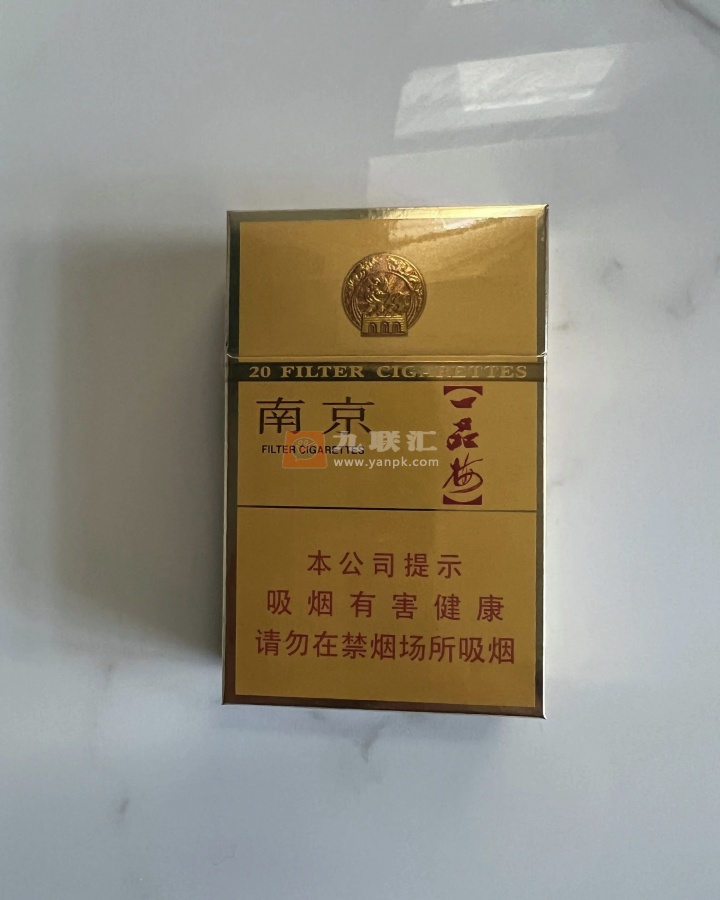 20 FILTER CIGARETTES
南京
FILTER CIGARETTES
【一品梅】
九联汇
www.yanpk.com
本公司提示
吸烟有害健康
请勿在禁烟场所吸烟